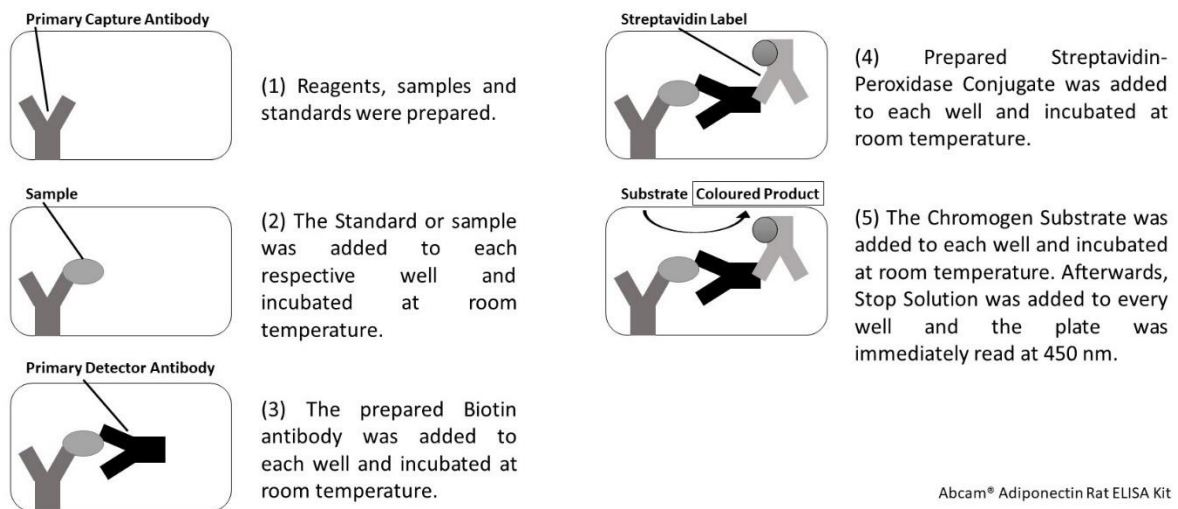 Primary Capture Antibody
(1) Reagents, samples and
standards were prepared.
Sample
(2) The Standard or sample
was added to each
respective well and
incubated at room
temperature.
Primary Detector Antibody
(3) The prepared Biotin
antibody was added to
each well and incubated at
room temperature.
Streptavidin Label
(4) Prepared Streptavidin-
Peroxidase Conjugate was added
to each well and incubated at
room temperature.
Substrate Coloured Product
(5) The Chromogen Substrate was
added to each well and incubated
at room temperature. Afterwards,
Stop Solution was added to every
well and the plate was
immediately read at 450 nm.
Abcam® Adiponectin Rat ELISA Kit